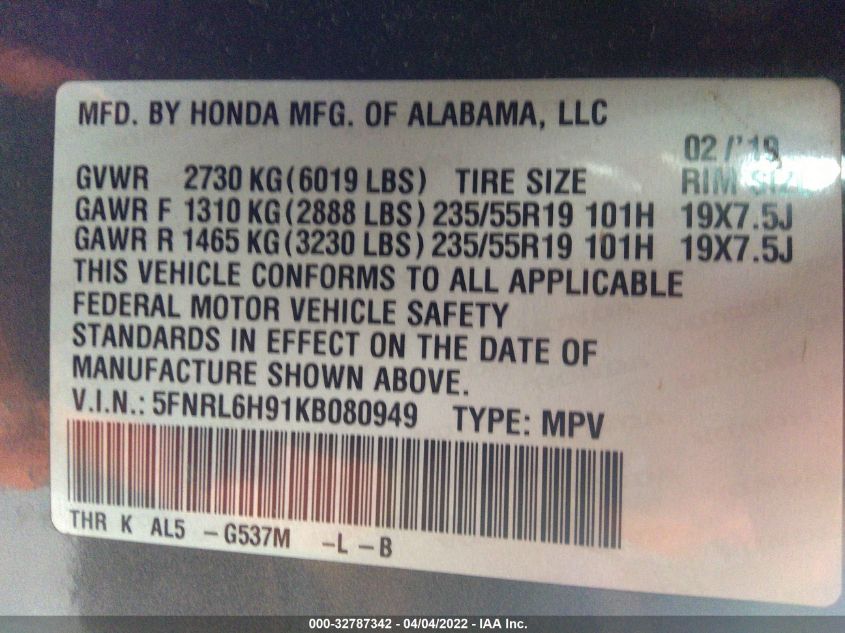 MFD. BY HONDA MFG. OF ALABAMA, LLC
02/'19
GVWR 2730 KG(6019 LBS) TIRE SIZE RIM SIZE
GAWR F 1310 KG(2888 LBS) 235/55R19 101H 19X7.5J
GAWR R 1465 KG(3230 LBS) 235/55R19 101H 19X7.5J
THIS VEHICLE CONFORMS TO ALL APPLICABLE
FEDERAL MOTOR VEHICLE SAFETY
STANDARDS IN EFFECT ON THE DATE OF
MANUFACTURE SHOWN ABOVE.
V.I.N.: 5FNRL6H91KB080949 TYPE: MPV
THR K AL5 -G537M -L -B
000-32787342 - 04/04/2022 - IAA Inc.